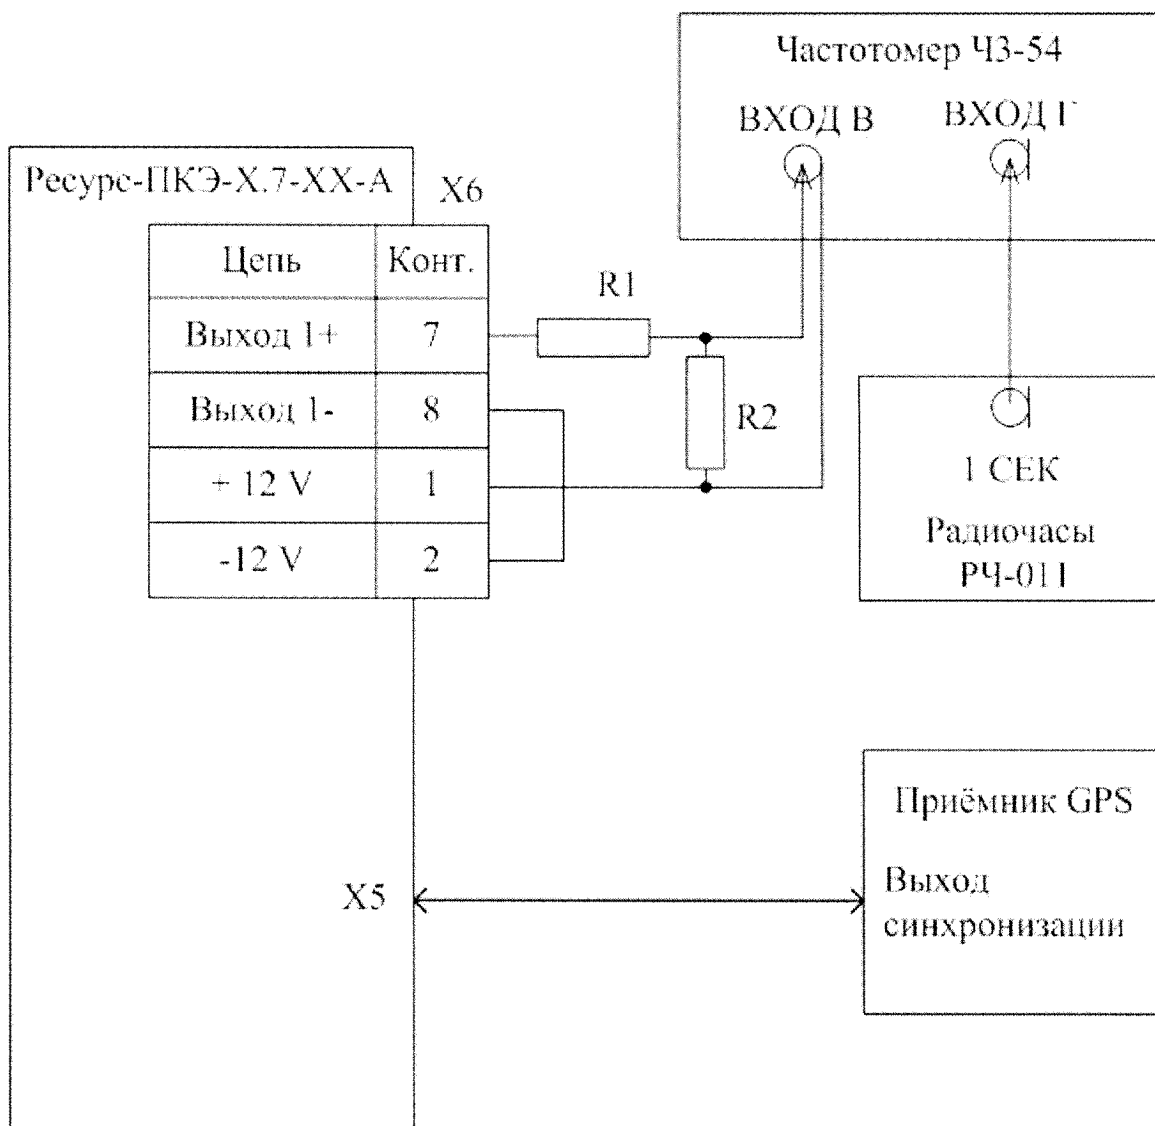 Частотомер Ч3-54
ВХОД В
ВХОД Г
Ресурс-ПКЭ-Х.7-ХХ-А
Х6
Цепь
Конт.
Выход 1+
7
Выход 1-
8
+ 12 V
1
-12 V
2
R1
R2
1 СЕК
Радиочасы
РЧ-011
Х5
Приёмник GPS
Выход
синхронизации